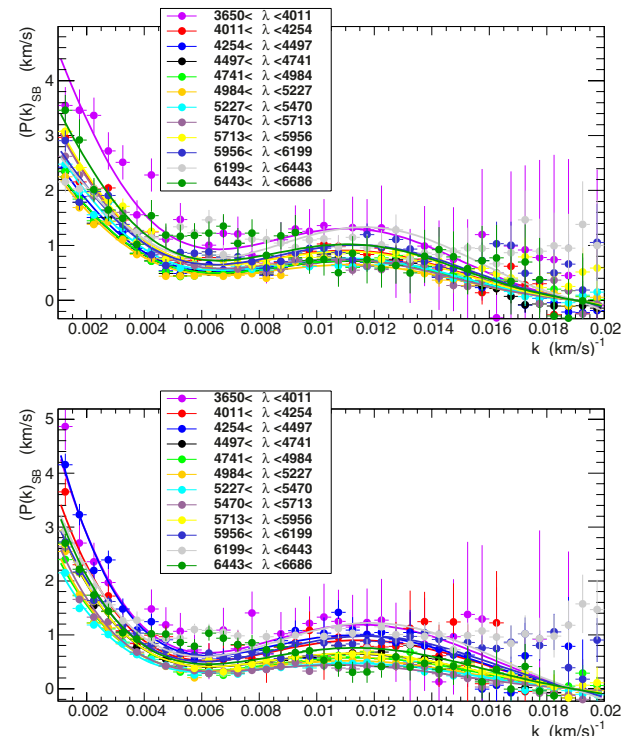 3650< λ <4011
4011< λ <4254
4254< λ <4497
4497< λ <4741
4741< λ <4984
4984< λ <5227
5227< λ <5470
5470< λ <5713
5713< λ <5956
5956< λ <6199
6199< λ <6443
6443< λ <6686
(P(k)SB (km/s)
4
3
2
1
0
0.002 0.004 0.006 0.008 0.01 0.012 0.014 0.016 0.018 0.02
k (km/s)-1
3650< λ <4011
4011< λ <4254
4254< λ <4497
4497< λ <4741
4741< λ <4984
4984< λ <5227
5227< λ <5470
5470< λ <5713
5713< λ <5956
5956< λ <6199
6199< λ <6443
6443< λ <6686
(P(k)SB (km/s)
5
4
3
2
1
0
0.002 0.004 0.006 0.008 0.01 0.012 0.014 0.016 0.018 0.02
k (km/s)-1